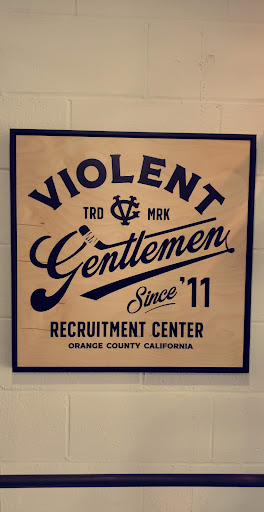 VIOLENT
TRD VG MRK
Gentlemen
Since '11
RECRUITMENT CENTER
ORANGE COUNTY CALIFORNIA